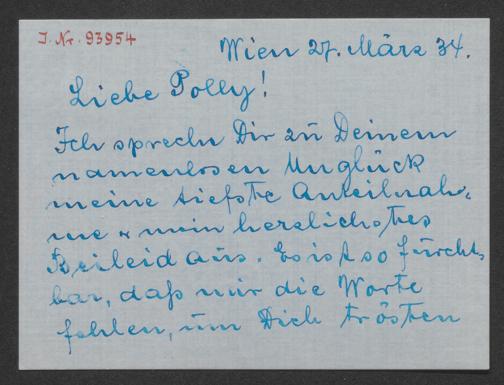 I. Nr. 93954
Wien 27. März 34.
Liebe Polly!
Ich spreche Dir zu Deinem
namenlosen Unglück
meine tiefste Anteilnah-
me & mein herzlichstes
Beileid aus. Es ist so furcht-
bar, daß mir die Worte
fehlen, um Dich trösten